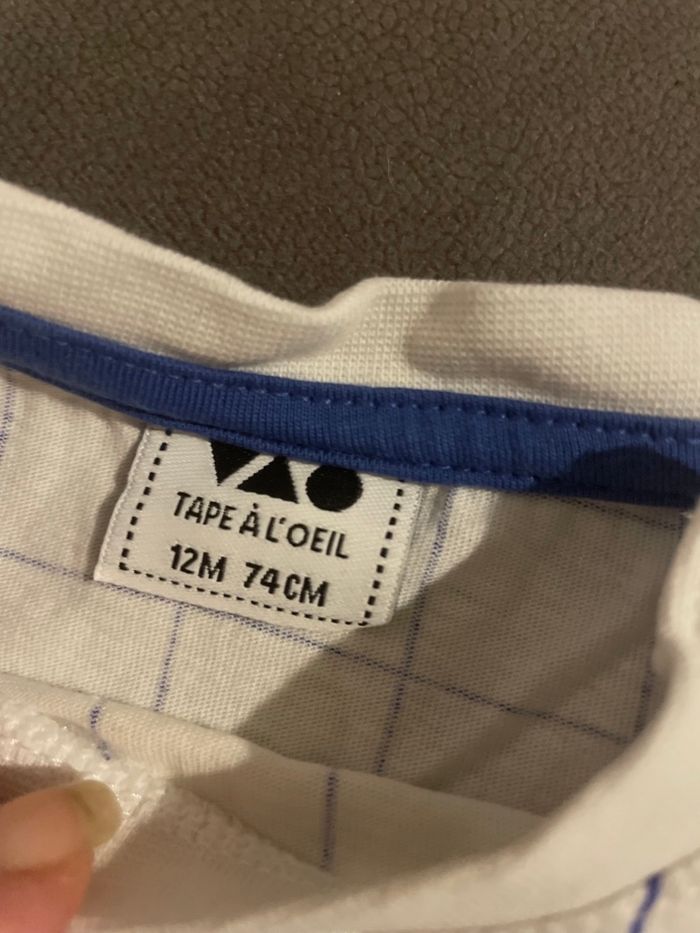 TAPE À L'OEIL
12M 74CM